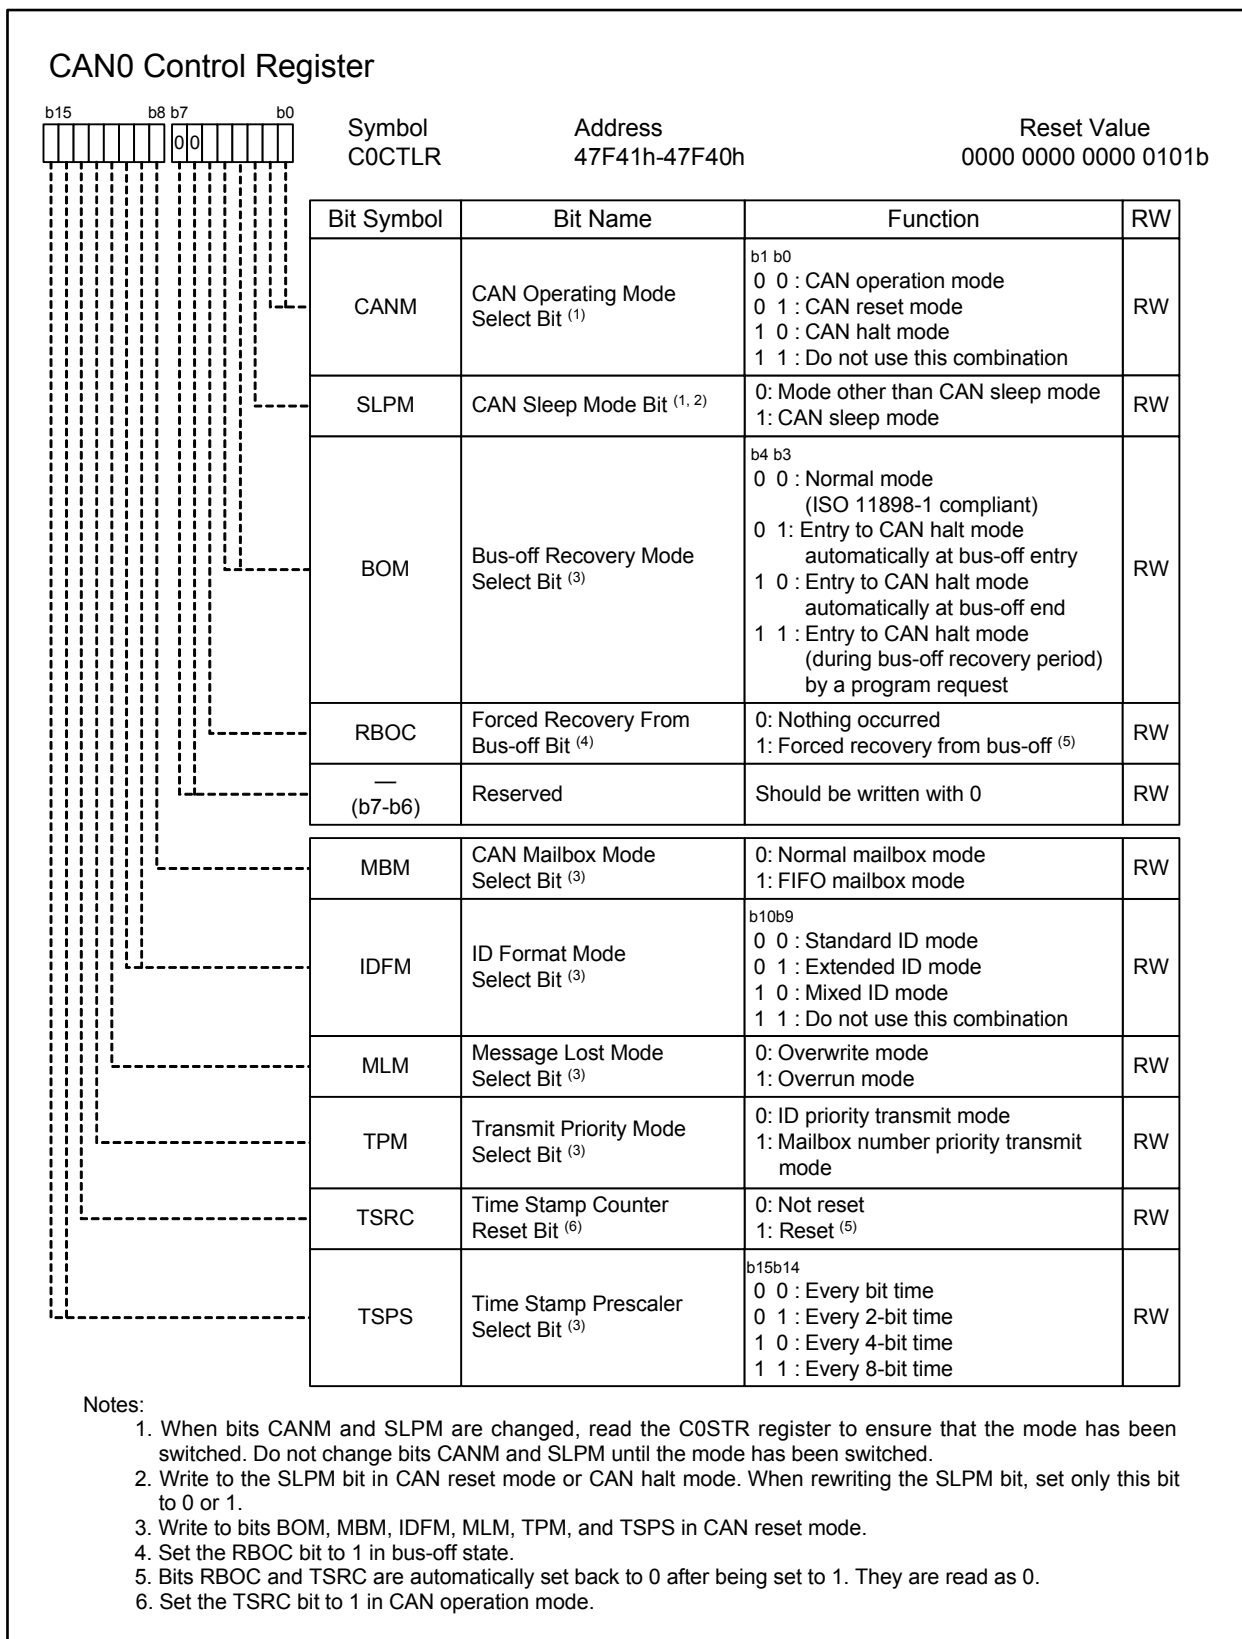 CAN0 Control Register
b15 b8 b7 b0
0 0
Symbol Address Reset Value
C0CTLR 47F41h-47F40h 0000 0000 0000 0101b
Bit Symbol Bit Name Function RW
CANM
CAN Operating Mode
Select Bit (1)
b1 b0
0 0 : CAN operation mode
0 1 : CAN reset mode
1 0 : CAN halt mode
1 1 : Do not use this combination
RW
SLPM
CAN Sleep Mode Bit (1, 2)
0: Mode other than CAN sleep mode
1: CAN sleep mode
RW
BOM
Bus-off Recovery Mode
Select Bit (3)
b4 b3
0 0 : Normal mode
(ISO 11898-1 compliant)
0 1: Entry to CAN halt mode
automatically at bus-off entry
1 0 : Entry to CAN halt mode
automatically at bus-off end
1 1 : Entry to CAN halt mode
(during bus-off recovery period)
by a program request
RW
RBOC
Forced Recovery From
Bus-off Bit (4)
0: Nothing occurred
1: Forced recovery from bus-off (5)
RW
—
(b7-b6)
Reserved
Should be written with 0
RW
MBM
CAN Mailbox Mode
Select Bit (3)
0: Normal mailbox mode
1: FIFO mailbox mode
RW
IDFM
ID Format Mode
Select Bit (3)
b10b9
0 0 : Standard ID mode
0 1 : Extended ID mode
1 0 : Mixed ID mode
1 1 : Do not use this combination
RW
MLM
Message Lost Mode
Select Bit (3)
0: Overwrite mode
1: Overrun mode
RW
TPM
Transmit Priority Mode
Select Bit (3)
0: ID priority transmit mode
1: Mailbox number priority transmit
mode
RW
TSRC
Time Stamp Counter
Reset Bit (6)
0: Not reset
1: Reset (5)
RW
TSPS
Time Stamp Prescaler
Select Bit (3)
b15b14
0 0 : Every bit time
0 1 : Every 2-bit time
1 0 : Every 4-bit time
1 1 : Every 8-bit time
RW
Notes:
1. When bits CANM and SLPM are changed, read the C0STR register to ensure that the mode has been
switched. Do not change bits CANM and SLPM until the mode has been switched.
2. Write to the SLPM bit in CAN reset mode or CAN halt mode. When rewriting the SLPM bit, set only this bit
to 0 or 1.
3. Write to bits BOM, MBM, IDFM, MLM, TPM, and TSPS in CAN reset mode.
4. Set the RBOC bit to 1 in bus-off state.
5. Bits RBOC and TSRC are automatically set back to 0 after being set to 1. They are read as 0.
6. Set the TSRC bit to 1 in CAN operation mode.